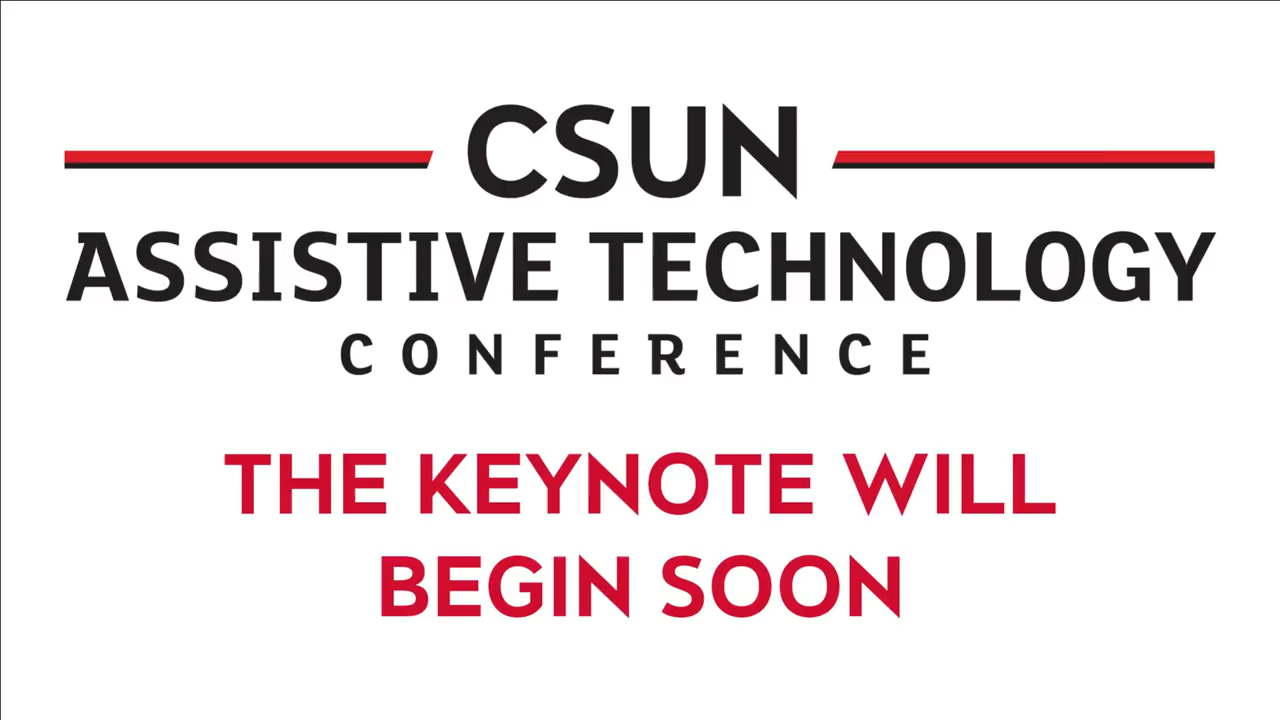 CSUN
ASSISTIVE TECHNOLOGY
CONFERENCE
THE KEYNOTE WILL
BEGIN SOON